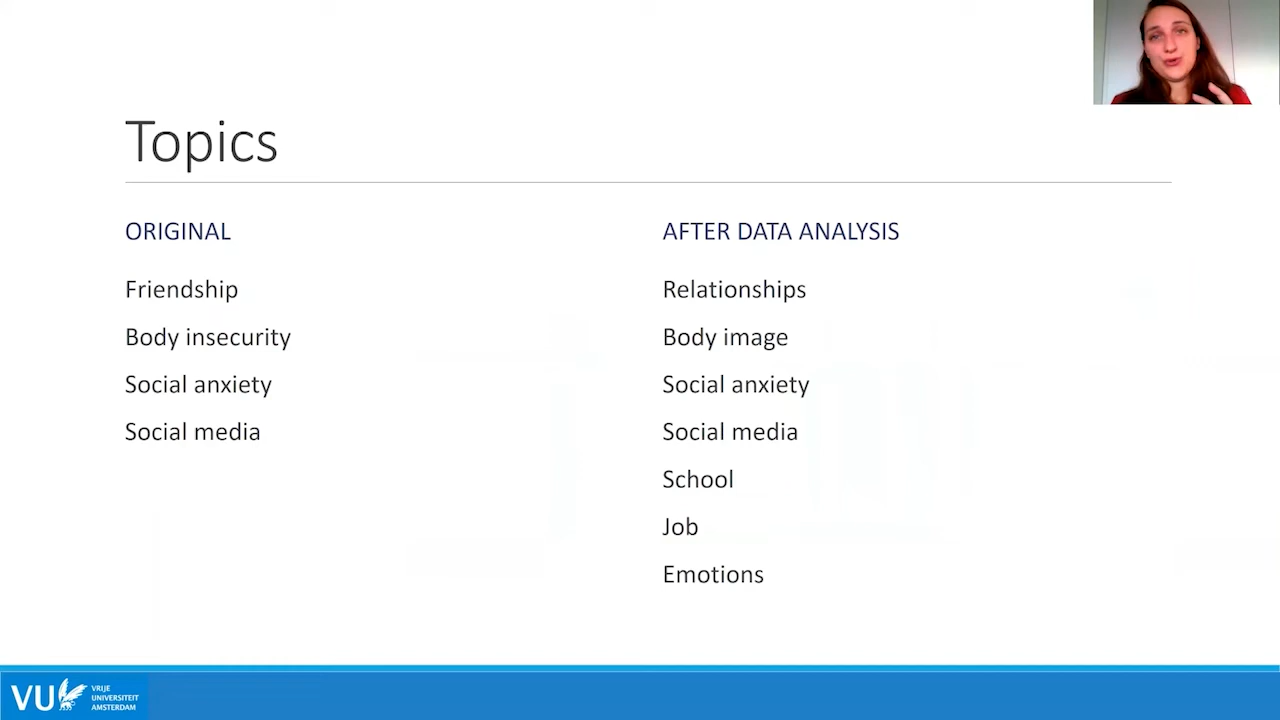 Topics
ORIGINAL
Friendship
Body insecurity
Social anxiety
Social media
AFTER DATA ANALYSIS
Relationships
Body image
Social anxiety
Social media
School
Job
Emotions
VU
VRIJE
UNIVERSITEIT
AMSTERDAM